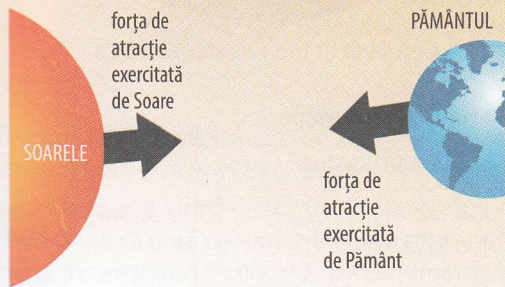 forța de
atracție
exercitată
de Soare
PĂMÂNTUL
SOARELE
forța de
atracție
exercitată
de Pământ